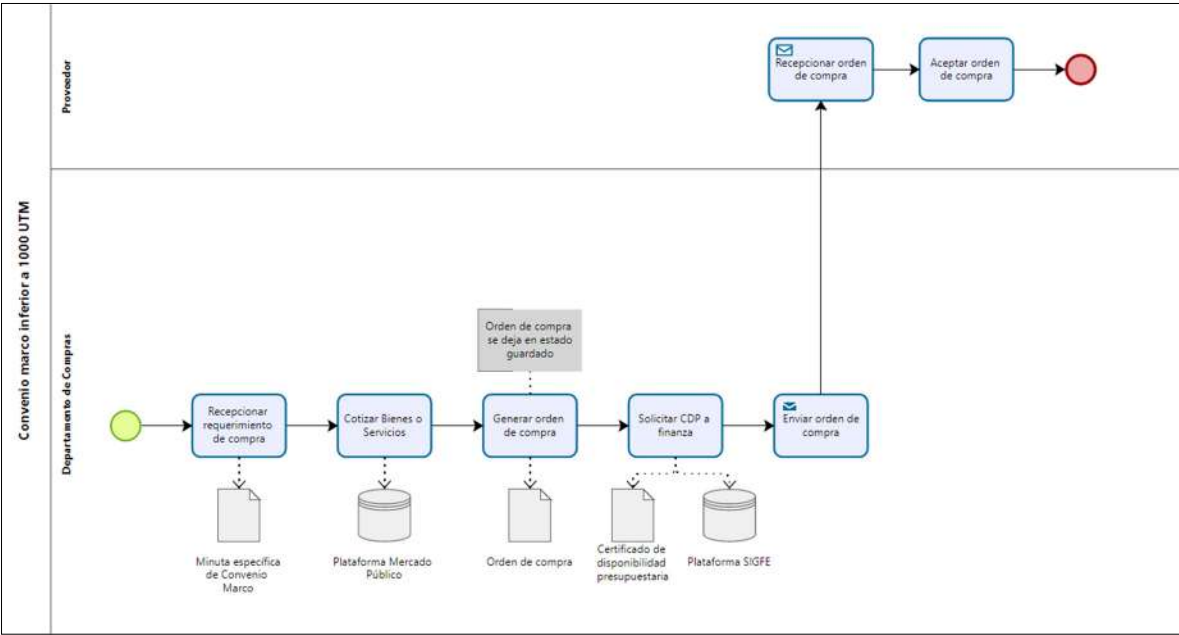 Convenio marco inferior a 1000 UTM
Proveedor
Recepcionar orden
de compra
Aceptar orden
de compra
Departamento de Compras
Orden de compra
se deja en estado
guardado
Recepcionar
requerimiento
de compra
Cotizar Bienes o
Servicios
Generar orden
de compra
Solicitar CDP a
finanza
Enviar orden de
compra
Minuta específica
de Convenio
Marco
Plataforma Mercado
Público
Orden de compra
Certificado de
disponibilidad
presupuestaria
Plataforma SIGFE